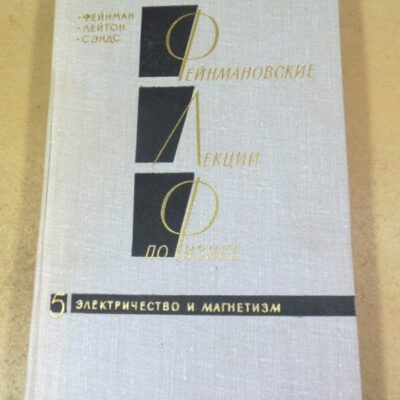 • ФЕЙНМАН
• ЛЕЙТОН
• СЭНДС
ФЕЙНМАНОВСКИЕ
ЛЕКЦИИ
ПО ФИЗИКЕ
5 ЭЛЕКТРИЧЕСТВО И МАГНЕТИЗМ